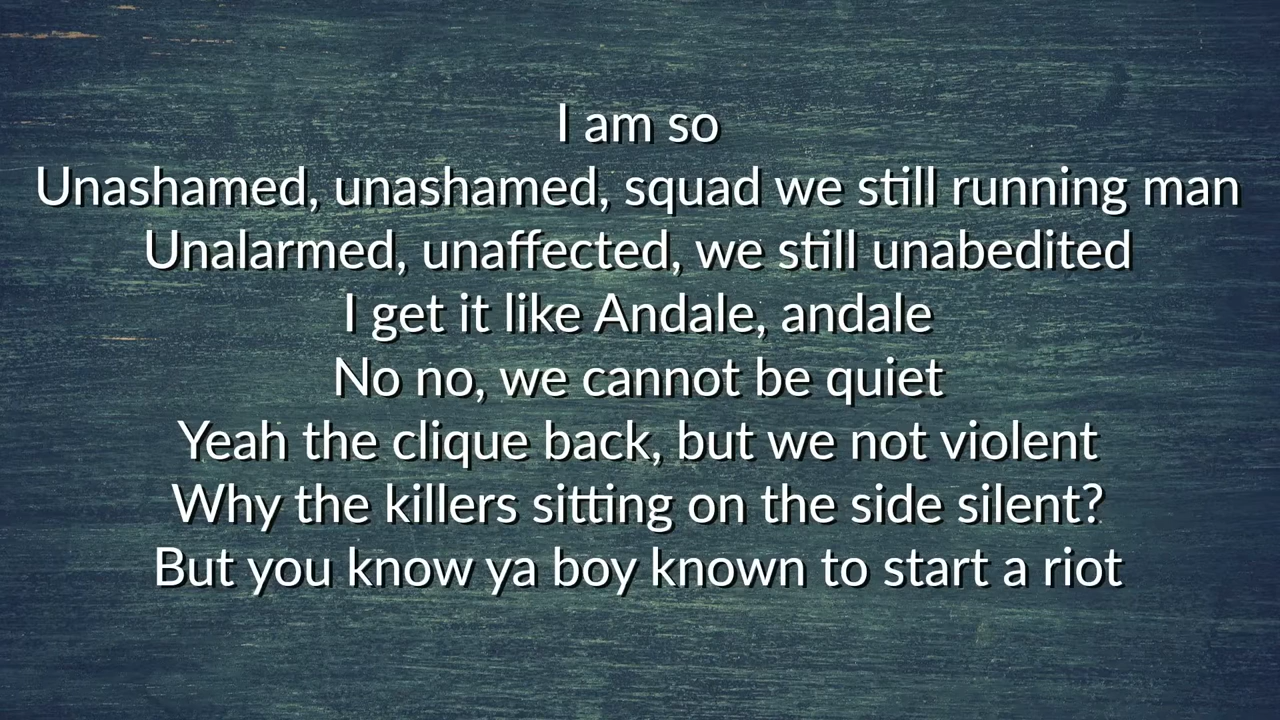 I am so
Unashamed, unashamed, squad we still running man
Unalarmed, unaffected, we still unabedited
I get it like Andale, andale
No no, we cannot be quiet
Yeah the clique back, but we not violent
Why the killers sitting on the side silent?
But you know ya boy known to start a riot